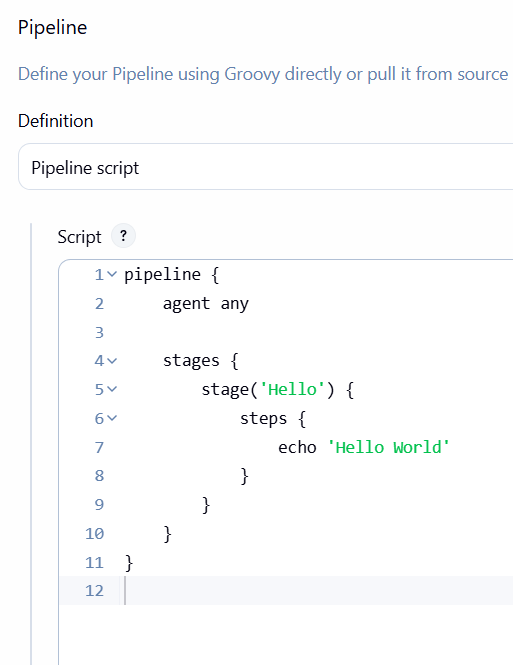 Pipeline
Define your Pipeline using Groovy directly or pull it from source
Definition
Pipeline script
Script ?
1 pipeline {
2     agent any
3
4     stages {
5         stage('Hello') {
6             steps {
7                 echo 'Hello World'
8             }
9         }
10     }
11 }
12